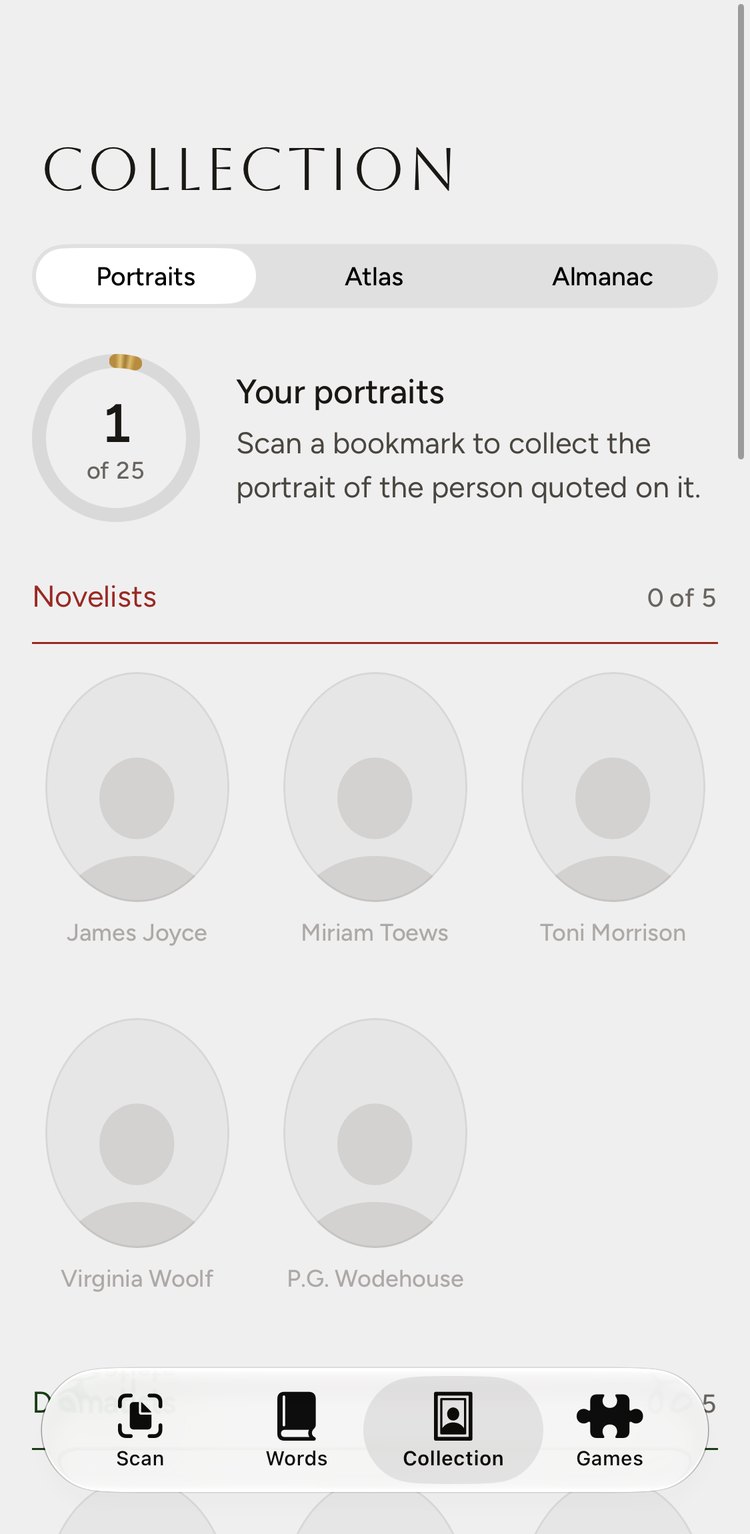 COLLECTION
Portraits
Atlas
Almanac
1
of 25
Your portraits
Scan a bookmark to collect the
portrait of the person quoted on it.
Novelists
0 of 5
James Joyce
Miriam Toews
Toni Morrison
Virginia Woolf
P.G. Wodehouse
5
Scan
Words
Collection
Games